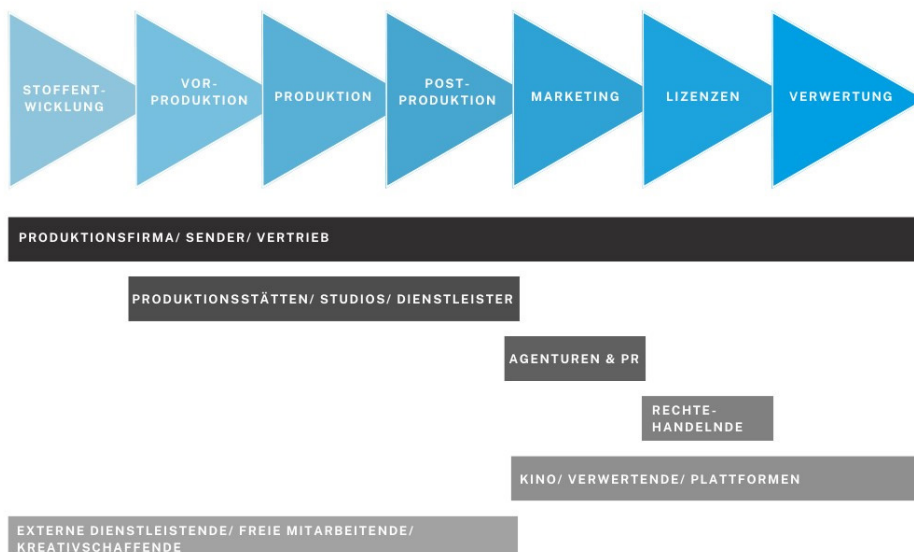 STOFFENT-
WICKLUNG
VOR-
PRODUKTION
PRODUKTION
POST-
PRODUKTION
MARKETING
LIZENZEN
VERWERTUNG
PRODUKTIONSFIRMA/ SENDER/ VERTRIEB
PRODUKTIONSSTÄTTEN/ STUDIOS/ DIENSTLEISTER
AGENTUREN & PR
RECHTE-
HANDELNDE
KINO/ VERWERTENDE/ PLATTFORMEN
EXTERNE DIENSTLEISTENDE/ FREIE MITARBEITENDE/
KREATIVSCHAFFENDE